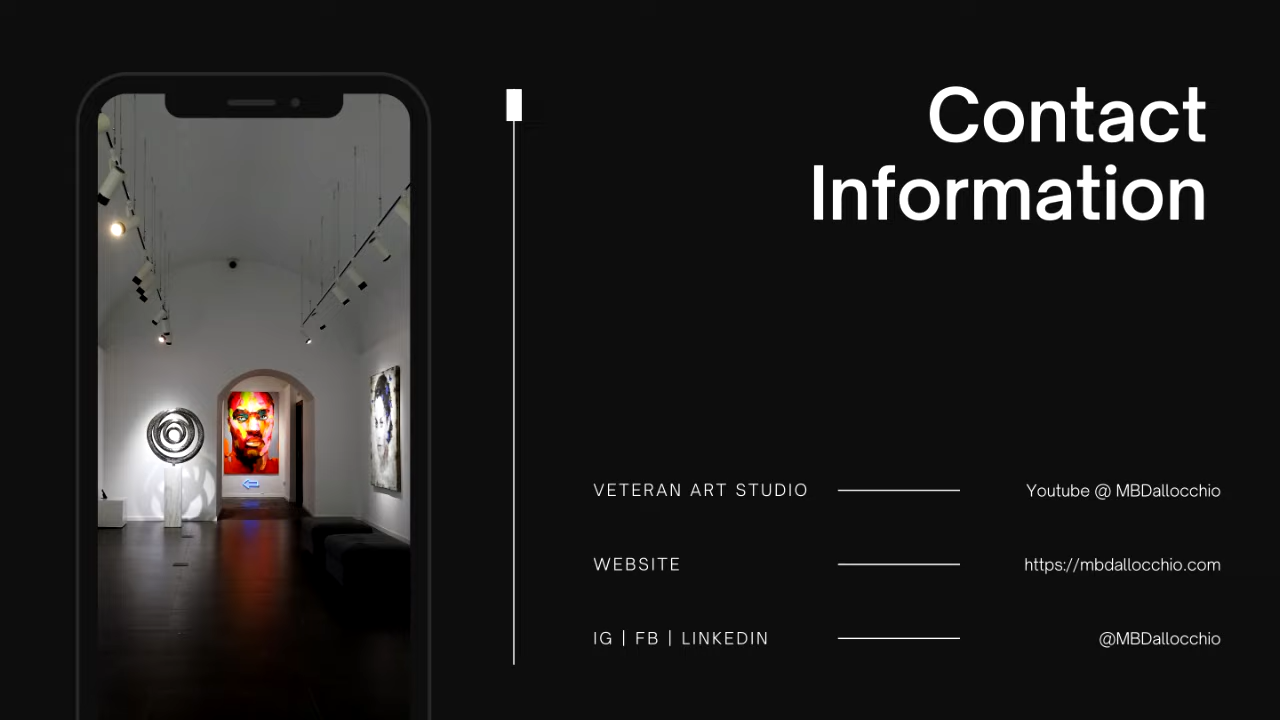 Contact
Information
VETERAN ART STUDIO Youtube @ MBDallocchio
WEBSITE https://mbdallocchio.com
IG | FB | LINKEDIN @MBDallocchio